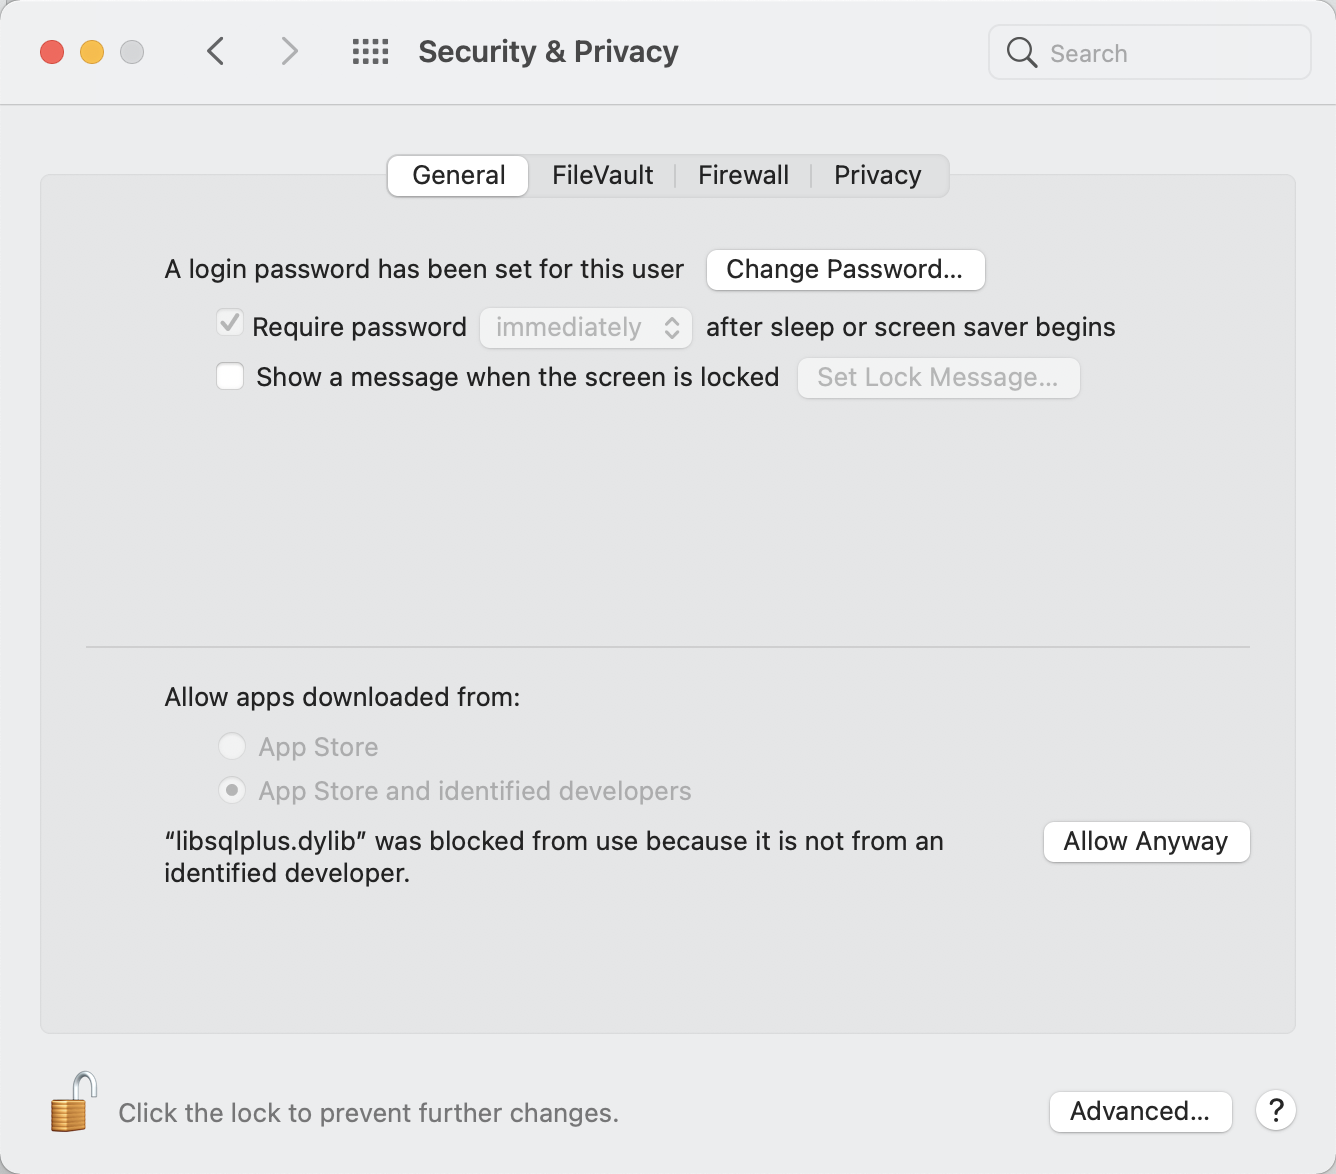 Security & Privacy
Search
General FileVault Firewall Privacy
A login password has been set for this user Change Password...
Require password immediately after sleep or screen saver begins
Show a message when the screen is locked Set Lock Message...
Allow apps downloaded from:
App Store
App Store and identified developers
“libsqlplus.dylib” was blocked from use because it is not from an
identified developer.
Allow Anyway
Click the lock to prevent further changes.
Advanced...
?